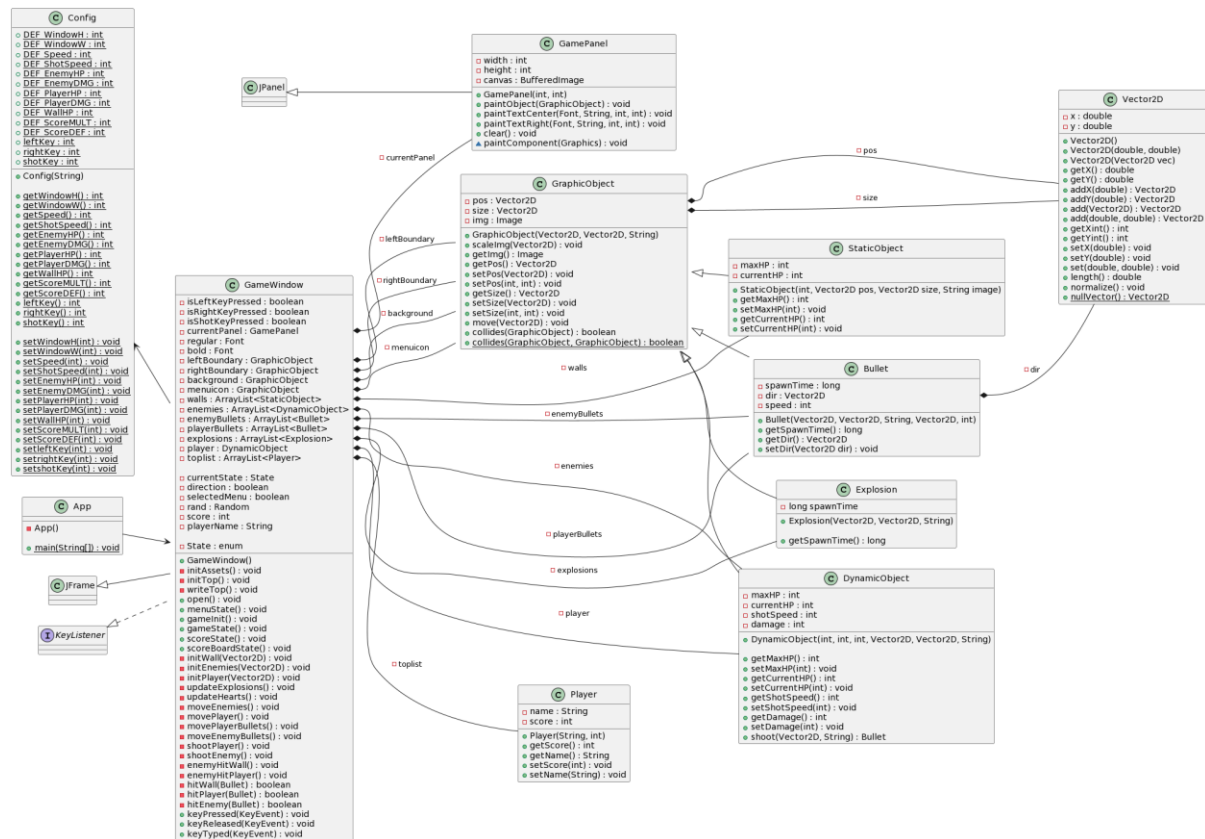 Config
DEF_WindowH : int
DEF_WindowW : int
DEF_Speed : int
DEF_ShotSpeed : int
DEF_EnemyHP : int
DEF_EnemyDMG : int
DEF_PlayerHP : int
DEF_PlayerDMG : int
DEF_WallHP : int
DEF_ScoreMULT : int
DEF_ScoreDEF : int
leftKey : int
rightKey : int
shotKey : int
Config(String)
getWindowH() : int
getWindowW() : int
getSpeed() : int
getShotSpeed() : int
getEnemyHP() : int
getEnemyDMG() : int
getPlayerHP() : int
getPlayerDMG() : int
getWallHP() : int
getScoreMULT() : int
getScoreDEF() : int
leftKey() : int
rightKey() : int
shotKey() : int
setWindowH(int) : void
setWindowW(int) : void
setSpeed(int) : void
setShotSpeed(int) : void
setEnemyHP(int) : void
setEnemyDMG(int) : void
setPlayerHP(int) : void
setPlayerDMG(int) : void
setWallHP(int) : void
setScoreMULT(int) : void
setScoreDEF(int) : void
setleftKey(int) : void
setrightKey(int) : void
setshotKey(int) : void
App
App()
main(String[]) : void
JFrame
KeyListener
JPanel
GameWindow
isLeftKeyPressed : boolean
isRightKeyPressed : boolean
isShotKeyPressed : boolean
currentPanel : GamePanel
regular : Font
bold : Font
leftBoundary : GraphicObject
rightBoundary : GraphicObject
background : GraphicObject
menuicon : GraphicObject
walls : ArrayList<StaticObject>
enemies : ArrayList<DynamicObject>
enemyBullets : ArrayList<Bullet>
playerBullets : ArrayList<Bullet>
explosions : ArrayList<Explosion>
player : DynamicObject
toplist : ArrayList<Player>
currentState : State
direction : boolean
selectedMenu : boolean
rand : Random
score : int
playerName : String
State : enum
GameWindow()
initAssets() : void
initTop() : void
writeTop() : void
open() : void
menuState() : void
gameInit() : void
gameState() : void
scoreState() : void
scoreBoardState() : void
initWall(Vector2D) : void
initEnemies(Vector2D) : void
initPlayer(Vector2D) : void
updateExplosions() : void
updateHearts() : void
moveEnemies() : void
movePlayer() : void
movePlayerBullets() : void
moveEnemyBullets() : void
shootPlayer() : void
shootEnemy() : void
enemyHitWall() : void
enemyHitPlayer() : void
hitWall(Bullet) : boolean
hitPlayer(Bullet) : boolean
hitEnemy(Bullet) : boolean
keyPressed(KeyEvent) : void
keyReleased(KeyEvent) : void
keyTyped(KeyEvent) : void
currentPanel
leftBoundary
rightBoundary
background
menuicon
walls
enemyBullets
enemies
playerBullets
explosions
player
toplist
GamePanel
width : int
height : int
canvas : BufferedImage
GamePanel(int, int)
paintObject(GraphicObject) : void
paintTextCenter(Font, String, int, int) : void
paintTextRight(Font, String, int, int) : void
clear() : void
paintComponent(Graphics) : void
GraphicObject
pos : Vector2D
size : Vector2D
img : Image
GraphicObject(Vector2D, Vector2D, String)
scaleImg(Vector2D) : void
getImg() : Image
getPos() : Vector2D
setPos(Vector2D) : void
setPos(int, int) : void
getSize() : Vector2D
setSize(Vector2D) : void
setSize(int, int) : void
move(Vector2D) : void
collides(GraphicObject) : boolean
collides(GraphicObject, GraphicObject) : boolean
Player
name : String
score : int
Player(String, int)
getScore() : int
getName() : String
setScore(int) : void
setName(String) : void
pos
size
StaticObject
maxHP : int
currentHP : int
StaticObject(int, Vector2D pos, Vector2D size, String image)
getMaxHP() : int
setMaxHP(int) : void
getCurrentHP() : int
setCurrentHP(int) : void
Bullet
spawnTime : long
dir : Vector2D
speed : int
Bullet(Vector2D, Vector2D, String, Vector2D, int)
getSpawnTime() : long
getDir() : Vector2D
setDir(Vector2D dir) : void
dir
Explosion
long spawnTime
Explosion(Vector2D, Vector2D, String)
getSpawnTime() : long
DynamicObject
maxHP : int
currentHP : int
shotSpeed : int
damage : int
DynamicObject(int, int, int, Vector2D, Vector2D, String)
getMaxHP() : int
setMaxHP(int) : void
getCurrentHP() : int
setCurrentHP(int) : void
getShotSpeed() : int
setShotSpeed(int) : void
getDamage() : int
setDamage(int) : void
shoot(Vector2D, String) : Bullet
Vector2D
x : double
y : double
Vector2D()
Vector2D(double, double)
Vector2D(Vector2D vec)
getX() : double
getY() : double
addX(double) : Vector2D
addY(double) : Vector2D
add(Vector2D) : Vector2D
add(double, double) : Vector2D
getXint() : int
getYint() : int
setX(double) : void
setY(double) : void
set(double, double) : void
length() : double
normalize() : void
nullVector() : Vector2D